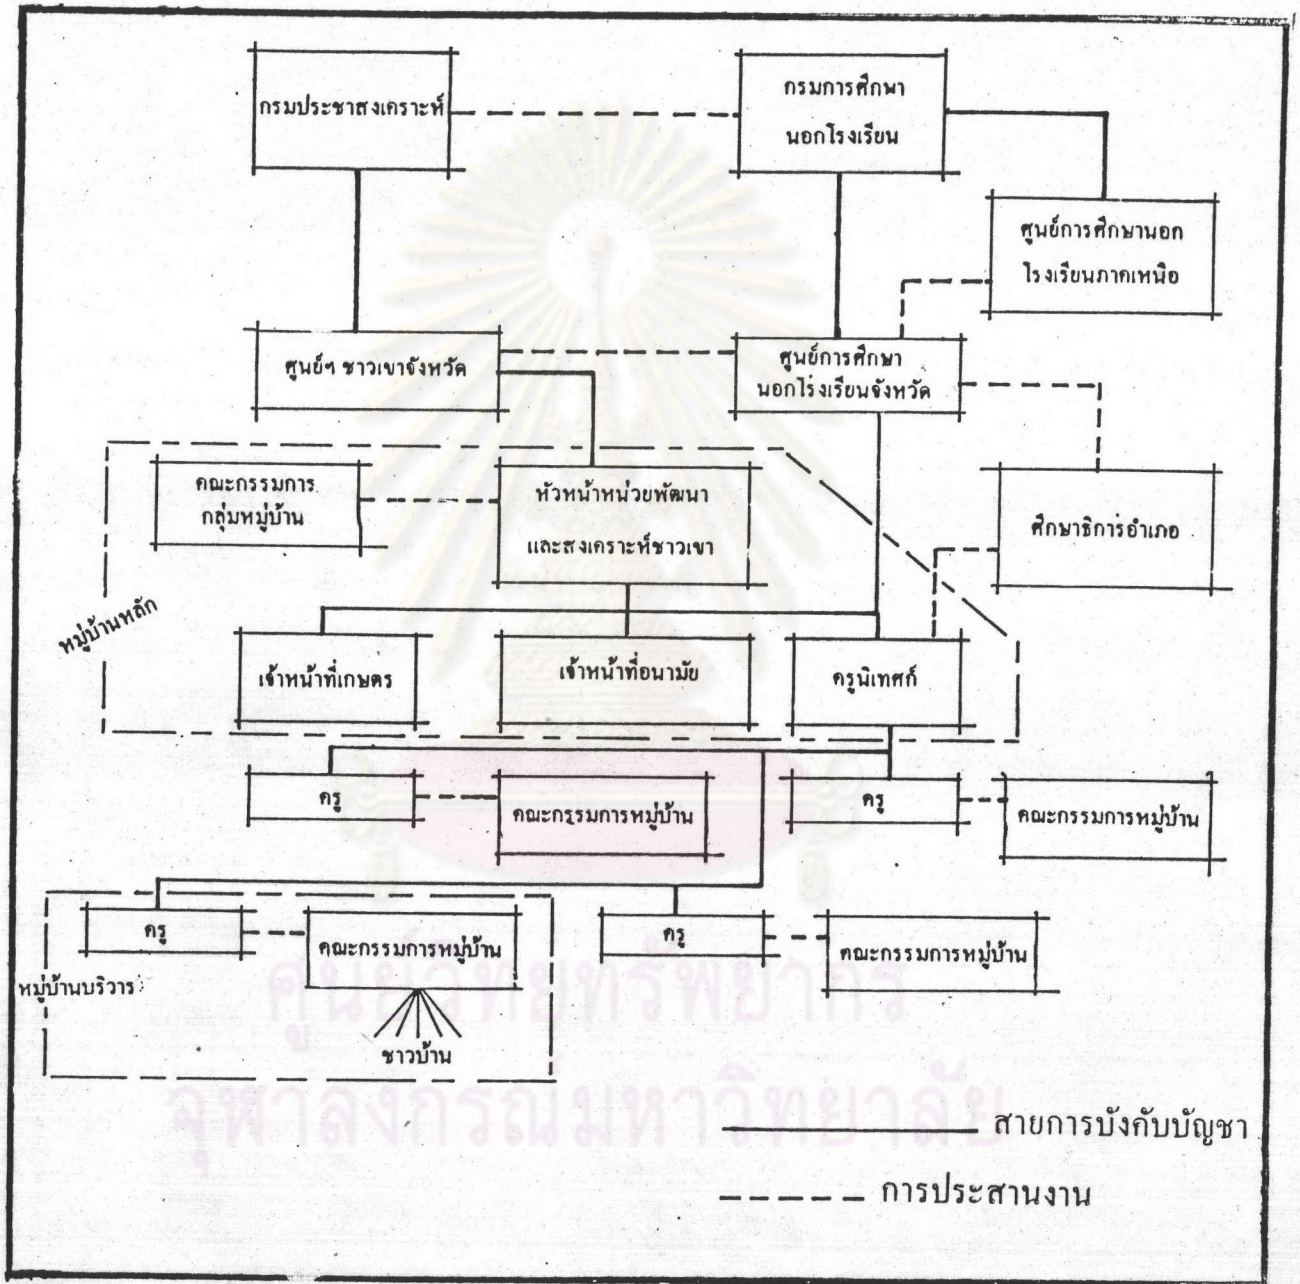 กรมประชาสงเคราะห์
กรมการศึกษา
นอกโรงเรียน
ศูนย์การศึกษานอก
โรงเรียนภาคเหนือ
ศูนย์ฯ ชาวเขาจังหวัด
ศูนย์การศึกษา
นอกโรงเรียนจังหวัด
คณะกรรมการ
กลุ่มหมู่บ้าน
หัวหน้าหน่วยพัฒนา
และสงเคราะห์ชาวเขา
ศึกษาธิการอำเภอ
หมู่บ้านหลัก
เจ้าหน้าที่เกษตร
เจ้าหน้าที่อนามัย
ครูนิเทศก์
ครู
คณะกรรมการหมู่บ้าน
ครู
คณะกรรมการหมู่บ้าน
ครู
คณะกรรมการหมู่บ้าน
ครู
คณะกรรมการหมู่บ้าน
หมู่บ้านบริวาร
ชาวบ้าน
ศูนย์วิทยทรัพยากร
จุฬาลงกรณ์มหาวิทยาลัย
สายการบังคับบัญชา
การประสานงาน